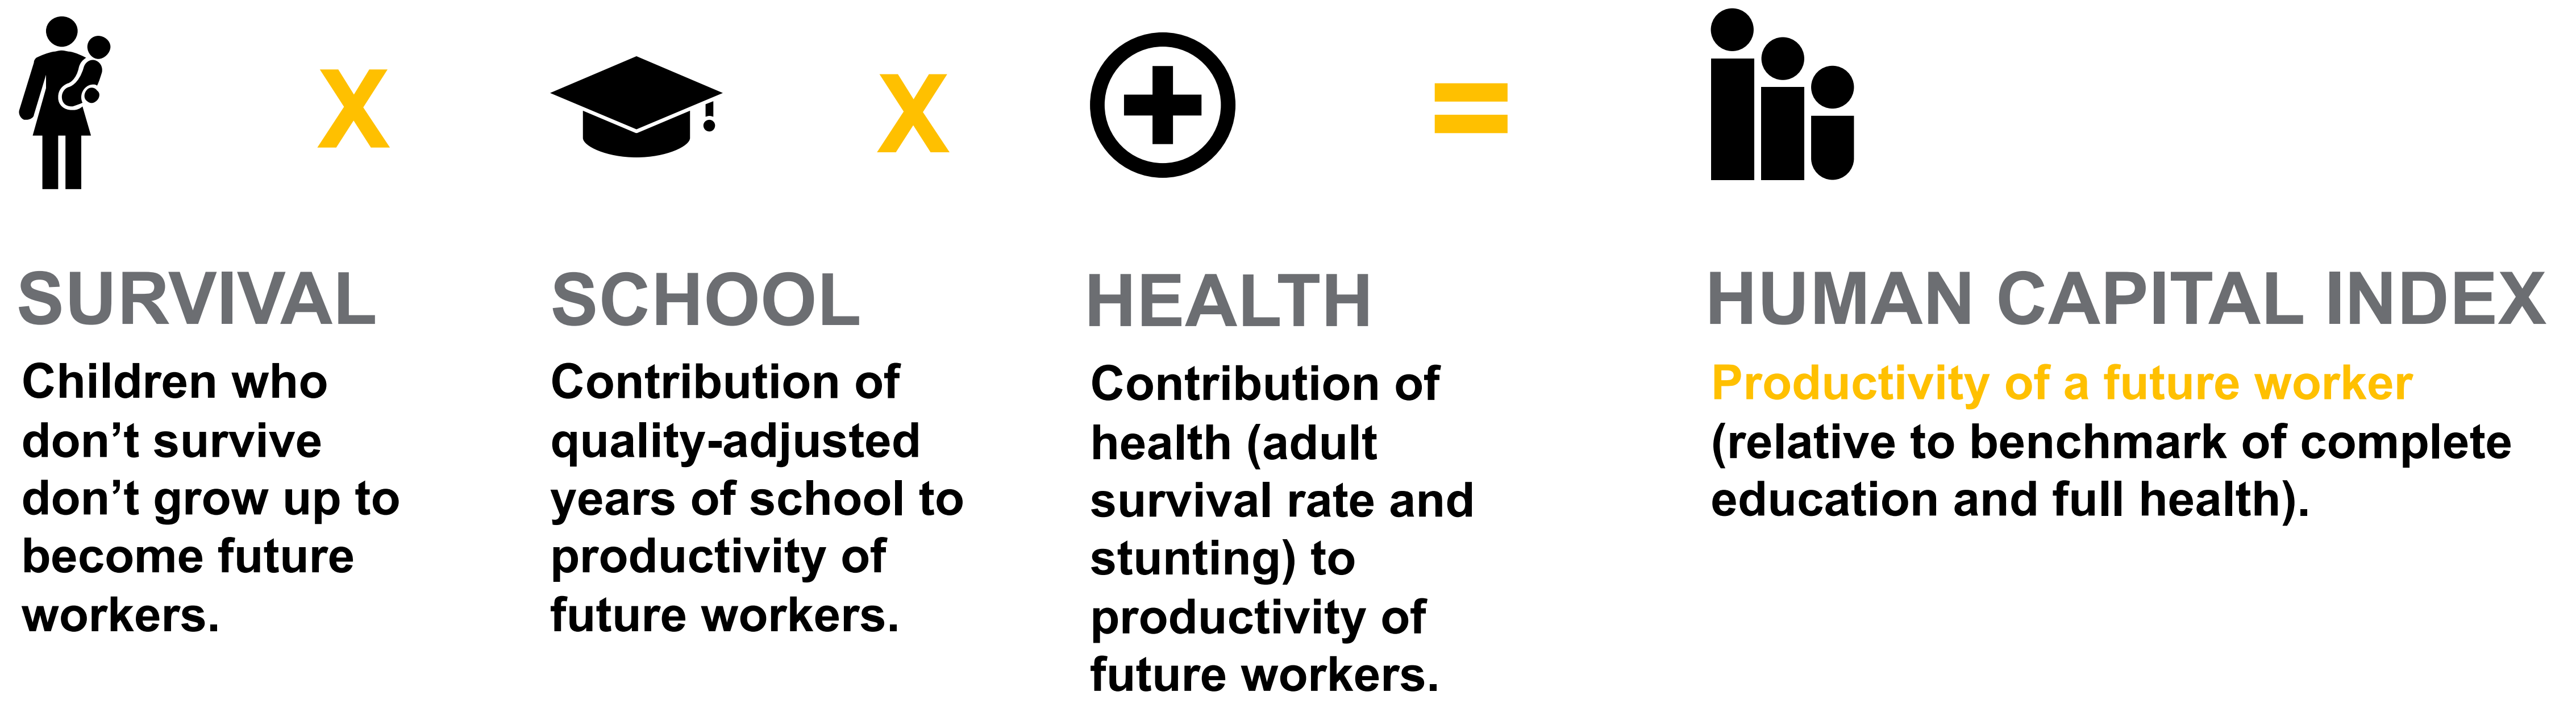 X
X
=
SURVIVAL
Children who
don’t survive
don’t grow up to
become future
workers.
SCHOOL
Contribution of
quality-adjusted
years of school to
productivity of
future workers.
HEALTH
Contribution of
health (adult
survival rate and
stunting) to
productivity of
future workers.
HUMAN CAPITAL INDEX
Productivity of a future worker
(relative to benchmark of complete
education and full health).